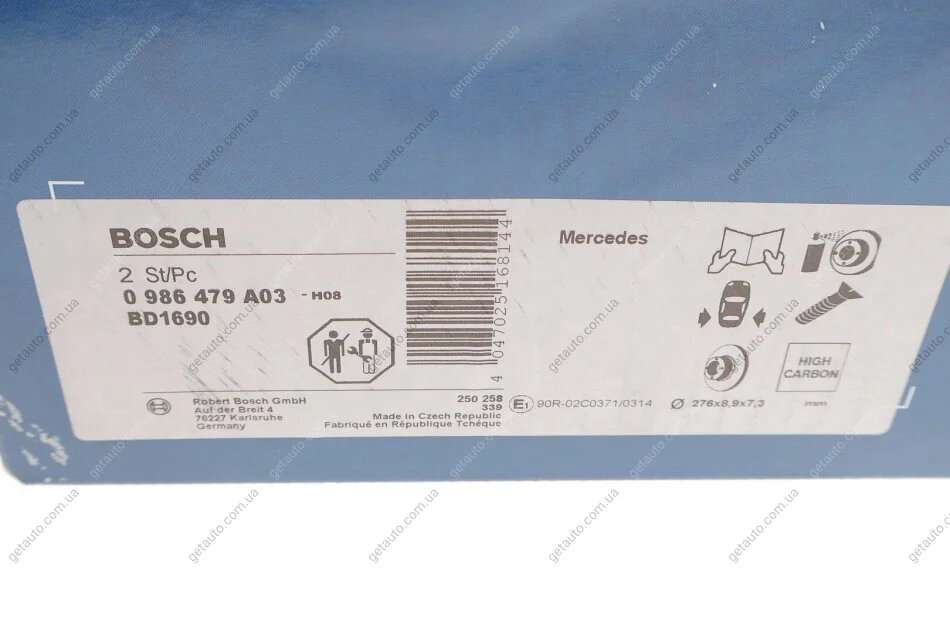 BOSCH
2 St/Pc
0 986 479 A03 - H08
BD1690
4 047025 168144
Mercedes
HIGH
CARBON
Robert Bosch GmbH
Auf der Breit 4
76227 Karlsruhe
Germany
250 258
339
Made in Czech Republic
Fabriqué en République Tchèque
E1 90R-02C0371/0314
Ø 276x8,9x7,3 mm
getauto.com.ua